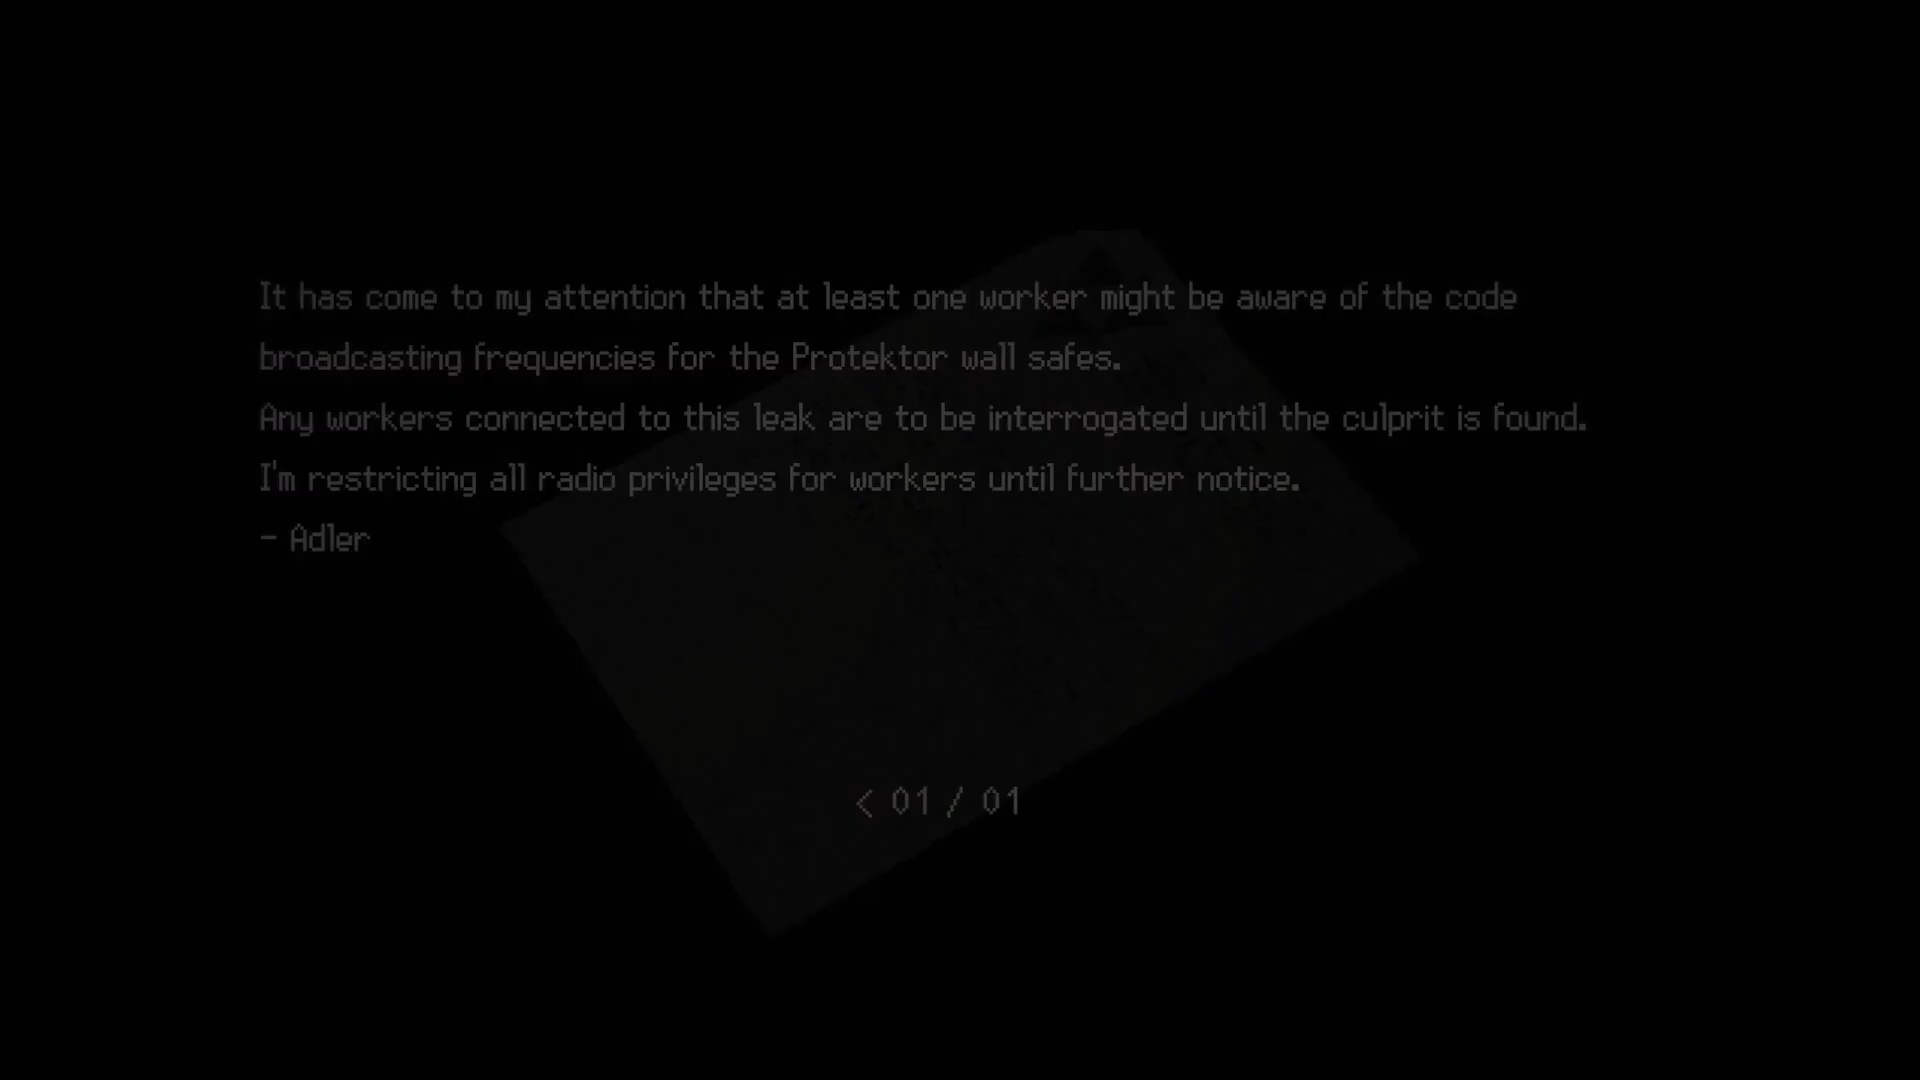 It has come to my attention that at least one worker might be aware of the code
broadcasting frequencies for the Protektor wall safes.
Any workers connected to this leak are to be interrogated until the culprit is found.
I'm restricting all radio privileges for workers until further notice.
- Adler
< 01 / 01